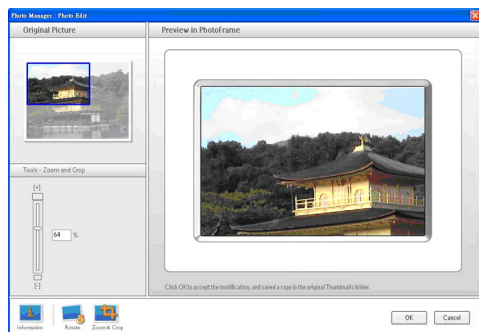 Photo Manager : Photo Edit
Original Picture
Preview in PhotoFrame
Tools - Zoom and Crop
[+]
64 %
[-]
Click OK to accept the modification, and saved a copy in the original Thumbnails folder.
Information
Rotate
Zoom & Crop
OK
Cancel